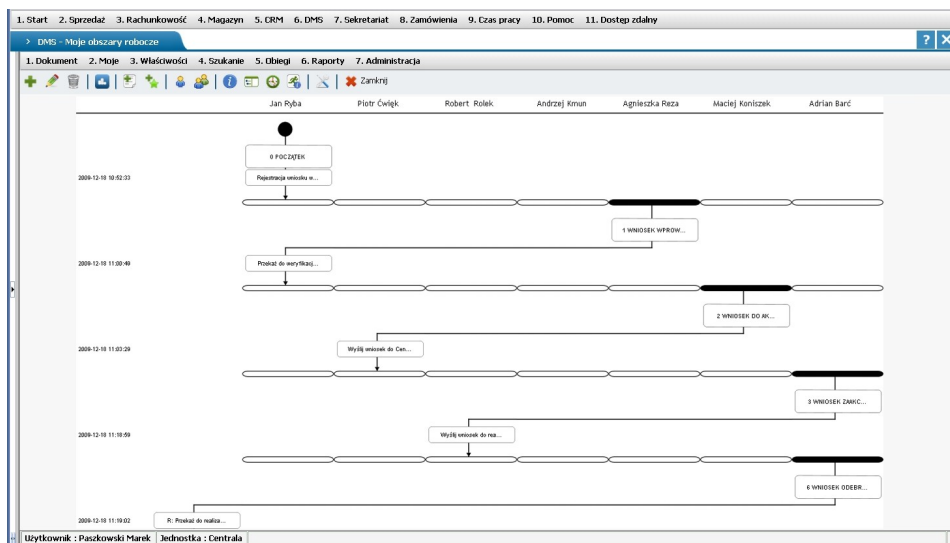 1. Start 2. Sprzedaż 3. Rachunkowość 4. Magazyn 5. CRM 6. DMS 7. Sekretariat 8. Zamówienia 9. Czas pracy 10. Pomoc 11. Dostęp zdalny
> DMS - Moje obszary robocze
1. Dokument 2. Moje 3. Właściwości 4. Szukanie 5. Obiegi 6. Raporty 7. Administracja
Zamknij
Jan Ryba Piotr Ćwięk Robert Rolek Andrzej Kmun Agnieszka Reza Maciej Koniszek Adrian Barć
0 POCZĄTEK
2009-12-18 10:52:33 Rejestracja wniosku w...
1 WNIOSEK WPROW...
2009-12-18 11:00:49 Przekaż do weryfikacj...
2 WNIOSEK DO AK...
2009-12-18 11:03:29 Wyślij wniosek do Cen...
3 WNIOSEK ZAAKC...
2009-12-18 11:18:59 Wyślij wniosek do rea...
6 WNIOSEK ODEBR...
2009-12-18 11:19:02 R: Przekaż do realiza...
Użytkownik : Paszkowski Marek Jednostka : Centrala